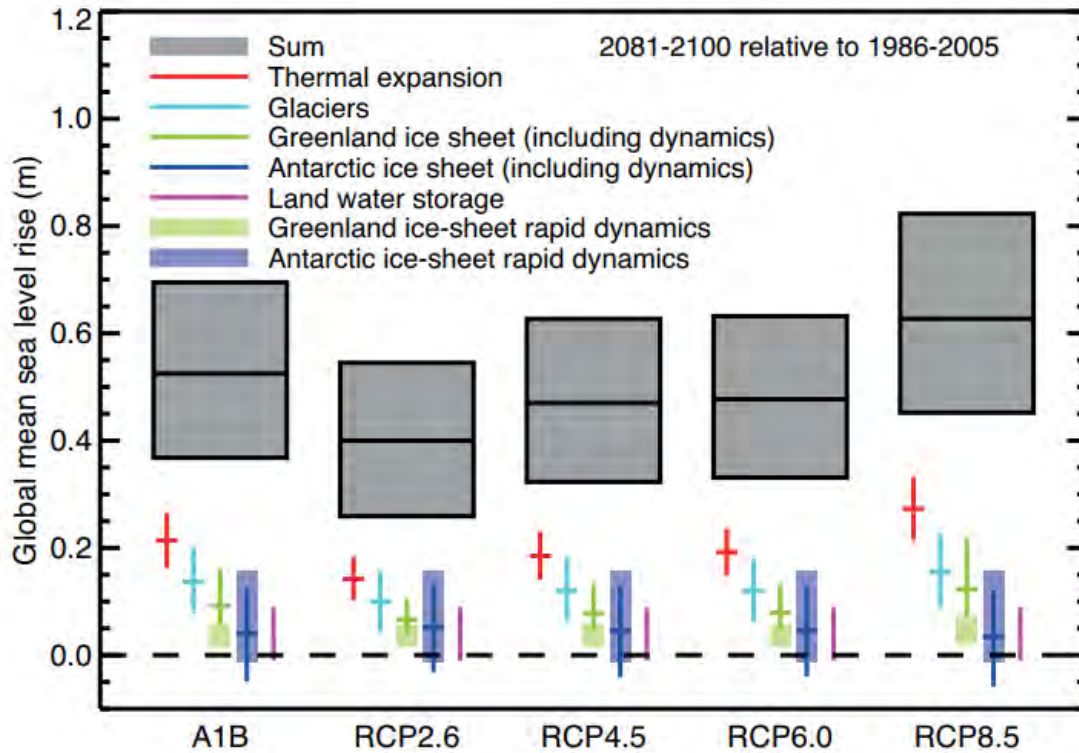 1.2
1.0
0.8
0.6
0.4
0.2
0.0
Global mean sea level rise (m)
2081-2100 relative to 1986-2005
Sum
Thermal expansion
Glaciers
Greenland ice sheet (including dynamics)
Antarctic ice sheet (including dynamics)
Land water storage
Greenland ice-sheet rapid dynamics
Antarctic ice-sheet rapid dynamics
A1B
RCP2.6
RCP4.5
RCP6.0
RCP8.5